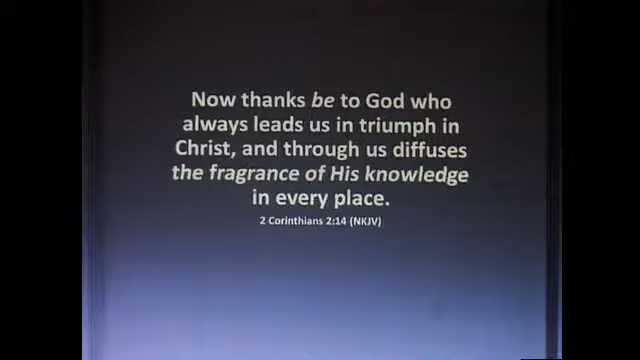 Now thanks be to God who
always leads us in triumph in
Christ, and through us diffuses
the fragrance of His knowledge
in every place.
2 Corinthians 2:14 (NKJV)